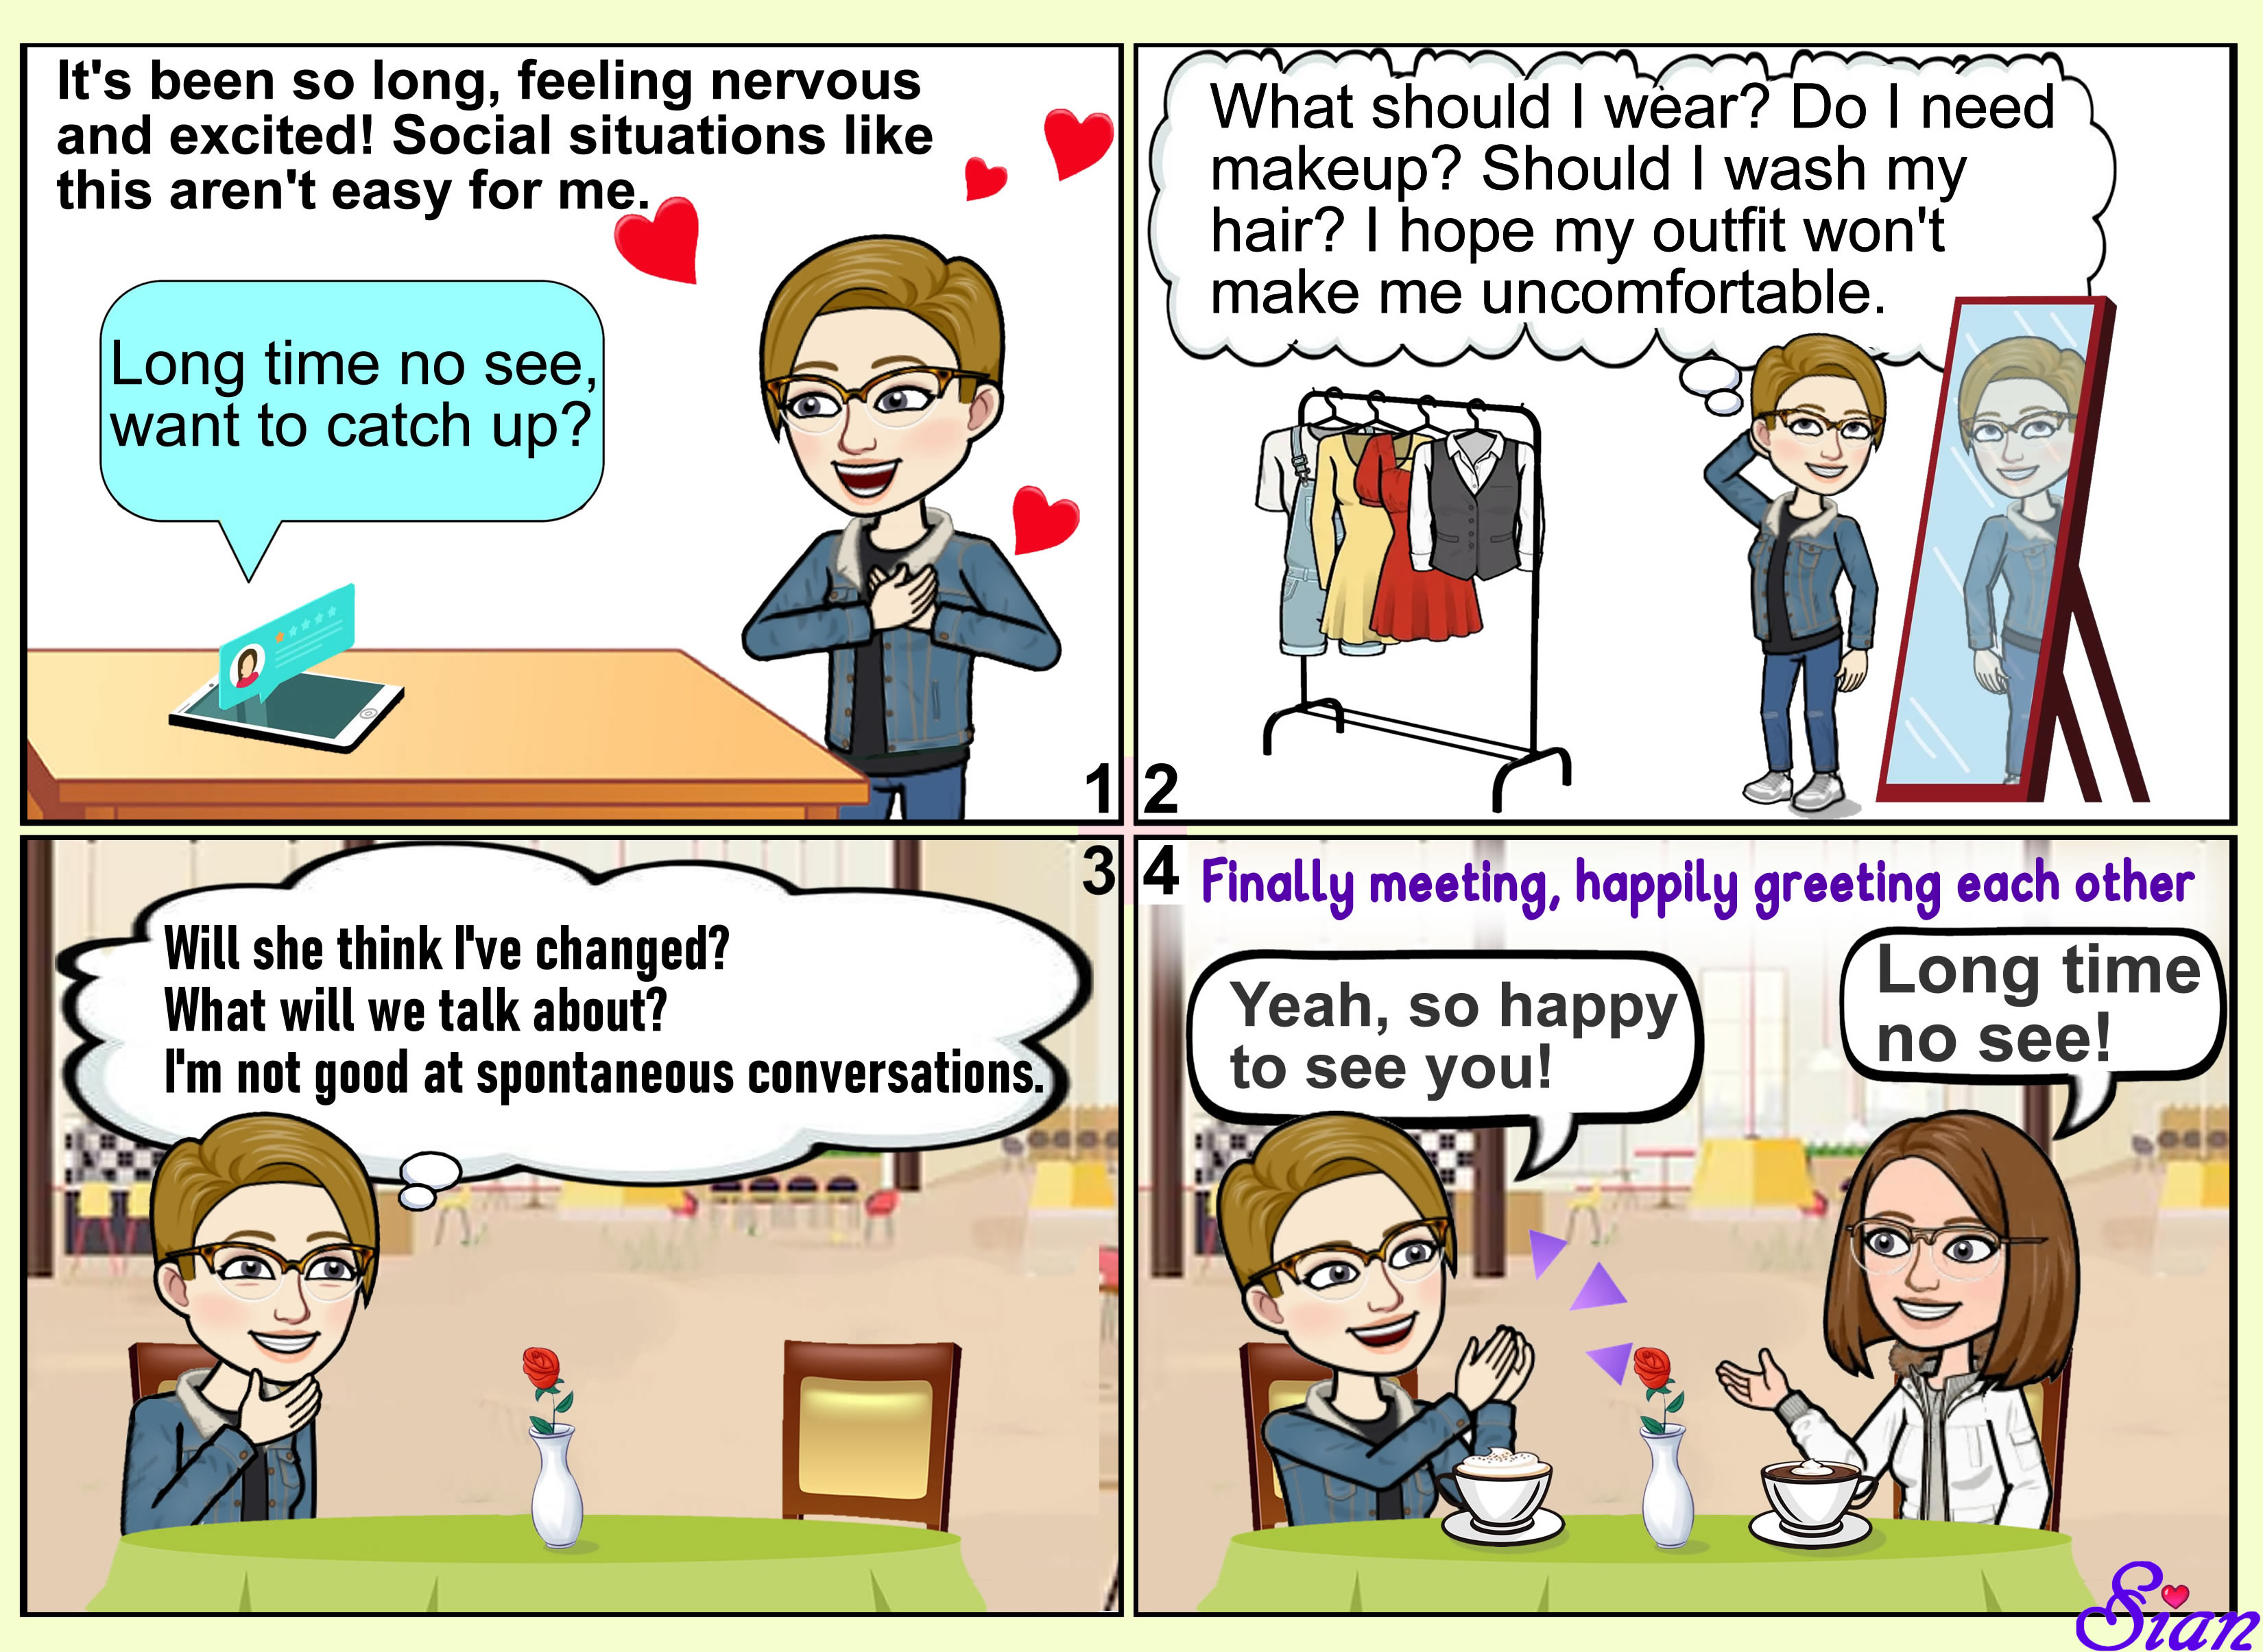 It's been so long, feeling nervous
and excited! Social situations like
this aren't easy for me.
Long time no see,
want to catch up?
1
2
What should I wear? Do I need
makeup? Should I wash my
hair? I hope my outfit won't
make me uncomfortable.
3
Will she think I've changed?
What will we talk about?
I'm not good at spontaneous conversations.
4
Finally meeting, happily greeting each other
Yeah, so happy
to see you!
Long time
no see!
Sian